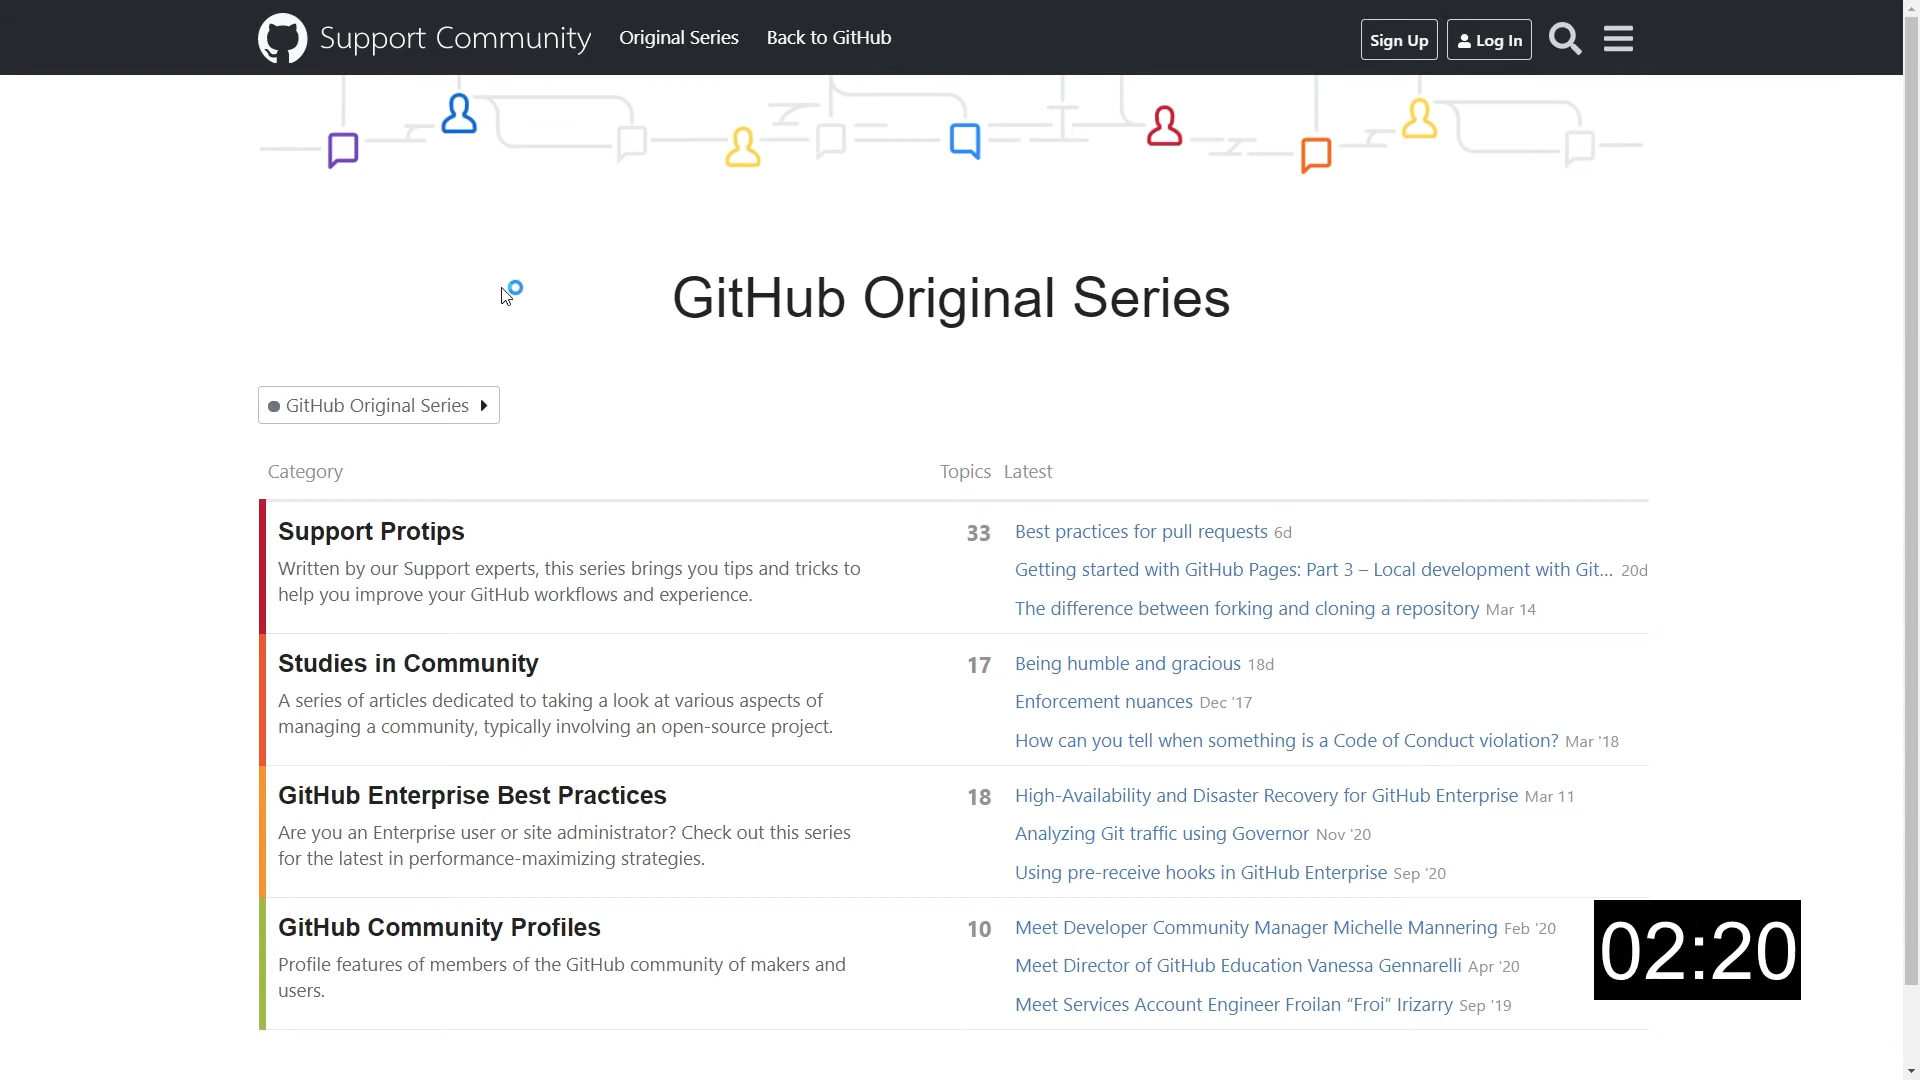 Support Community Original Series Back to GitHub Sign Up Log In
GitHub Original Series
GitHub Original Series
Category Topics Latest
Support Protips
Written by our Support experts, this series brings you tips and tricks to
help you improve your GitHub workflows and experience.
33
Best practices for pull requests 6d
Getting started with GitHub Pages: Part 3 – Local development with Git... 20d
The difference between forking and cloning a repository Mar 14
Studies in Community
A series of articles dedicated to taking a look at various aspects of
managing a community, typically involving an open-source project.
17
Being humble and gracious 18d
Enforcement nuances Dec '17
How can you tell when something is a Code of Conduct violation? Mar '18
GitHub Enterprise Best Practices
Are you an Enterprise user or site administrator? Check out this series
for the latest in performance-maximizing strategies.
18
High-Availability and Disaster Recovery for GitHub Enterprise Mar 11
Analyzing Git traffic using Governor Nov '20
Using pre-receive hooks in GitHub Enterprise Sep '20
GitHub Community Profiles
Profile features of members of the GitHub community of makers and
users.
10
Meet Developer Community Manager Michelle Mannering Feb '20
Meet Director of GitHub Education Vanessa Gennarelli Apr '20
Meet Services Account Engineer Froilan “Froi” Irizarry Sep '19
02:20